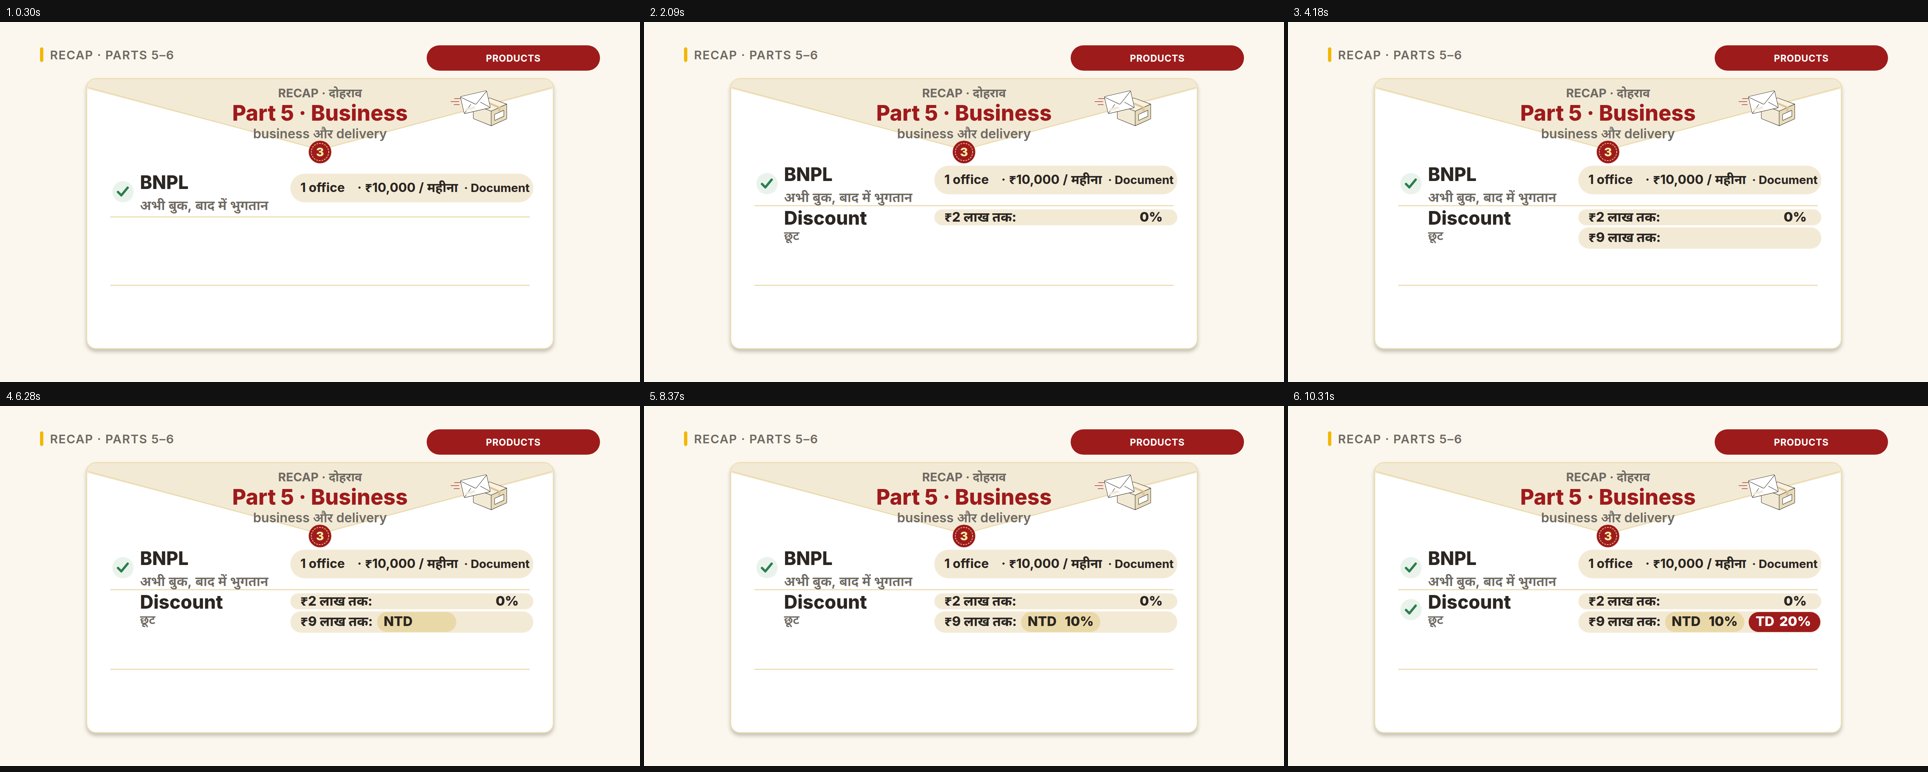 1. 0.30s
RECAP · PARTS 5–6
PRODUCTS
RECAP · दोहराव
Part 5 · Business
business और delivery
3
BNPL
अभी बुक, बाद में भुगतान
1 office · ₹10,000 / महीना · Document
2. 2.09s
RECAP · PARTS 5–6
PRODUCTS
RECAP · दोहराव
Part 5 · Business
business और delivery
3
BNPL
अभी बुक, बाद में भुगतान
1 office · ₹10,000 / महीना · Document
Discount
छूट
₹2 लाख तक: 0%
3. 4.18s
RECAP · PARTS 5–6
PRODUCTS
RECAP · दोहराव
Part 5 · Business
business और delivery
3
BNPL
अभी बुक, बाद में भुगतान
1 office · ₹10,000 / महीना · Document
Discount
छूट
₹2 लाख तक: 0%
₹9 लाख तक:
4. 6.28s
RECAP · PARTS 5–6
PRODUCTS
RECAP · दोहराव
Part 5 · Business
business और delivery
3
BNPL
अभी बुक, बाद में भुगतान
1 office · ₹10,000 / महीना · Document
Discount
छूट
₹2 लाख तक: 0%
₹9 लाख तक: NTD
5. 8.37s
RECAP · PARTS 5–6
PRODUCTS
RECAP · दोहराव
Part 5 · Business
business और delivery
3
BNPL
अभी बुक, बाद में भुगतान
1 office · ₹10,000 / महीना · Document
Discount
छूट
₹2 लाख तक: 0%
₹9 लाख तक: NTD 10%
6. 10.31s
RECAP · PARTS 5–6
PRODUCTS
RECAP · दोहराव
Part 5 · Business
business और delivery
3
BNPL
अभी बुक, बाद में भुगतान
1 office · ₹10,000 / महीना · Document
Discount
छूट
₹2 लाख तक: 0%
₹9 लाख तक: NTD 10% TD 20%